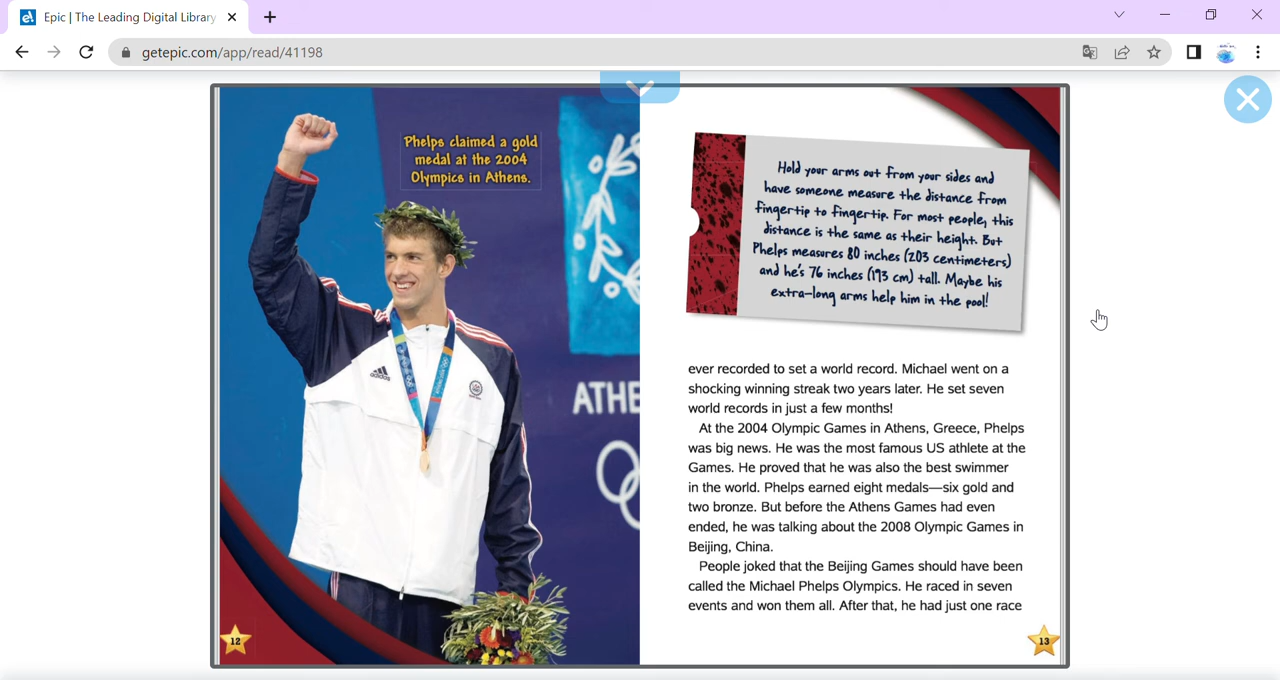 Epic | The Leading Digital Library
getepic.com/app/read/41198
Phelps claimed a gold
medal at the 2004
Olympics in Athens.
adidas
ATHE
12
Hold your arms out from your sides and
have someone measure the distance from
fingertip to fingertip. For most people, this
distance is the same as their height. But
Phelps measures 80 inches (203 centimeters)
and he's 76 inches (193 cm) tall. Maybe his
extra-long arms help him in the pool!
ever recorded to set a world record. Michael went on a
shocking winning streak two years later. He set seven
world records in just a few months!
At the 2004 Olympic Games in Athens, Greece, Phelps
was big news. He was the most famous US athlete at the
Games. He proved that he was also the best swimmer
in the world. Phelps earned eight medals—six gold and
two bronze. But before the Athens Games had even
ended, he was talking about the 2008 Olympic Games in
Beijing, China.
People joked that the Beijing Games should have been
called the Michael Phelps Olympics. He raced in seven
events and won them all. After that, he had just one race
13